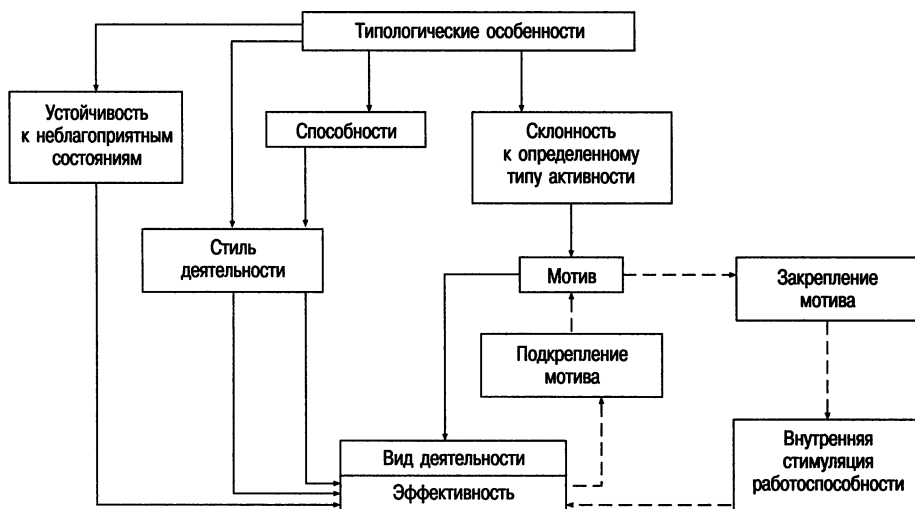 Типологические особенности
Устойчивость
к неблагоприятным
состояниям
Способности
Склонность
к определенному
типу активности
Стиль
деятельности
Мотив
Закрепление
мотива
Подкрепление
мотива
Вид деятельности
Эффективность
Внутренняя
стимуляция
работоспособности